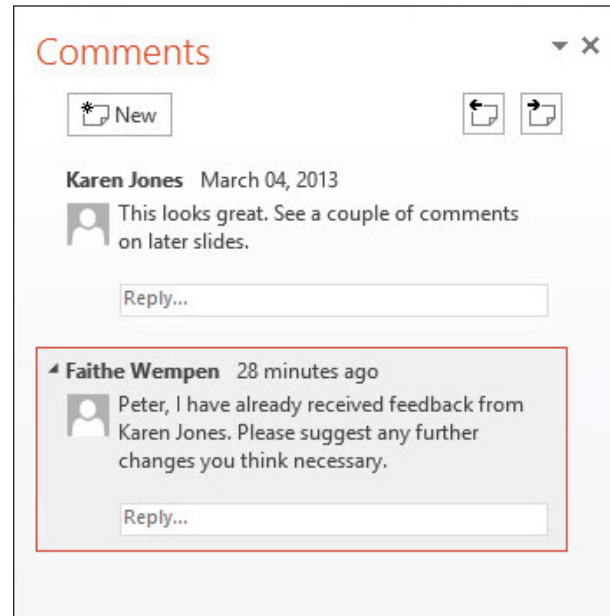 Comments
New
Karen Jones March 04, 2013
This looks great. See a couple of comments
on later slides.
Reply...
Faithe Wempen 28 minutes ago
Peter, I have already received feedback from
Karen Jones. Please suggest any further
changes you think necessary.
Reply...